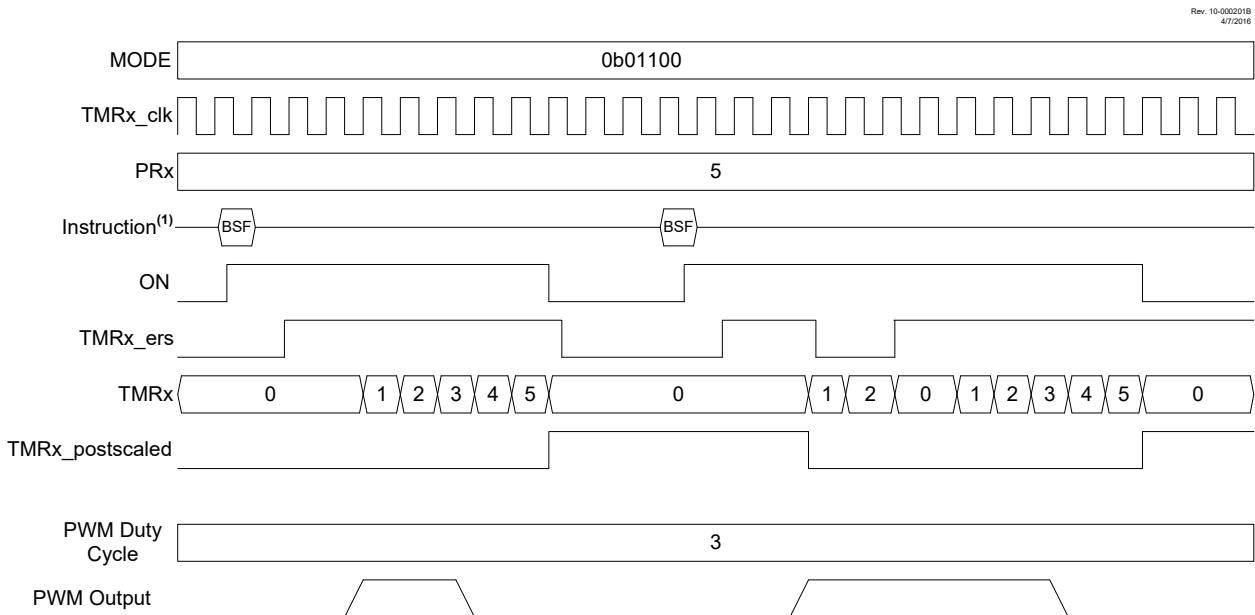 Rev. 10-000201B
4/7/2016
MODE
0b01100
TMRx_clk
PRx
5
Instruction(1)
BSF
BSF
ON
TMRx_ers
TMRx
0 1 2 3 4 5 0 1 2 0 1 2 3 4 5 0
TMRx_postscaled
PWM Duty
Cycle
3
PWM Output